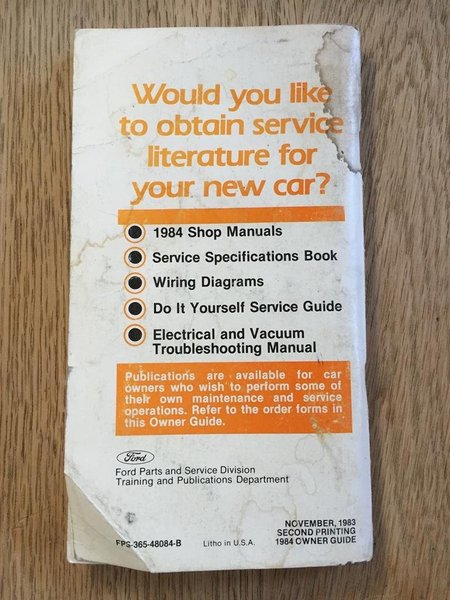 Would you like
to obtain service
literature for
your new car?
1984 Shop Manuals
Service Specifications Book
Wiring Diagrams
Do It Yourself Service Guide
Electrical and Vacuum
Troubleshooting Manual
Publications are available for car
owners who wish to perform some of
their own maintenance and service
operations. Refer to the order forms in
this Owner Guide.
Ford
Ford Parts and Service Division
Training and Publications Department
NOVEMBER, 1983
SECOND PRINTING
FPS-365-48084-B Litho in U.S.A. 1984 OWNER GUIDE